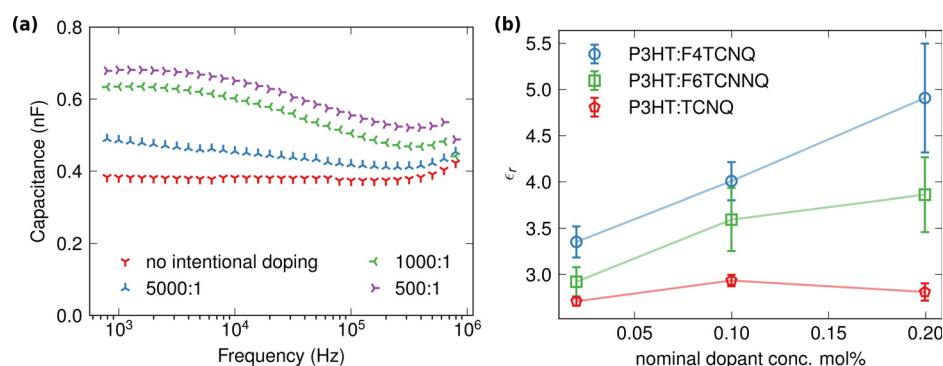 (a)
0.8
0.6
0.4
0.2
0.0
Capacitance (nF)
no intentional doping
5000:1
1000:1
500:1
10³
10⁴
10⁵
10⁶
Frequency (Hz)
(b)
5.5
5.0
4.5
4.0
3.5
3.0
ϵᵣ
P3HT:F4TCNQ
P3HT:F6TCNNQ
P3HT:TCNQ
0.05
0.10
0.15
0.20
nominal dopant conc. mol%